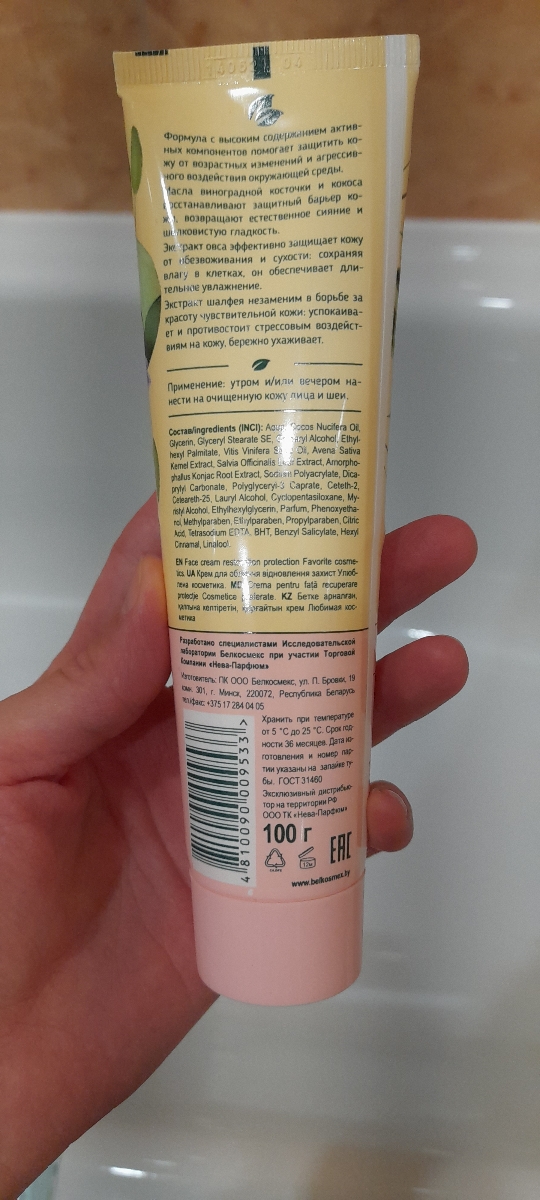 Формула с высоким содержанием актив-
ных компонентов помогает защитить ко-
жу от возрастных изменений и агрессив-
ного воздействия окружающей среды.
Масла виноградной косточки и кокоса
восстанавливают защитный барьер ко-
жи, возвращают естественное сияние и
шелковистую гладкость.
Экстракт овса эффективно защищает кожу
от обезвоживания и сухости: сохраняя
влагу в клетках, он обеспечивает дли-
тельное увлажнение.
Экстракт шалфея незаменим в борьбе за
красоту чувствительной кожи: успокаива-
ет и противостоит стрессовым воздейст-
виям на кожу, бережно ухаживает.
Применение: утром и/или вечером на-
нести на очищенную кожу лица и шеи.
Состав/ingredients (INCI): Aqua, Cocos Nucifera Oil,
Glycerin, Glyceryl Stearate SE, Cetearyl Alcohol, Ethyl-
hexyl Palmitate, Vitis Vinifera Seed Oil, Avena Sativa
Kernel Extract, Salvia Officinalis Leaf Extract, Amorpho-
phallus Konjac Root Extract, Sodium Polyacrylate, Dica-
prylyl Carbonate, Polyglyceryl-3 Caprate, Ceteth-2,
Ceteareth-25, Lauryl Alcohol, Cyclopentasiloxane, My-
ristyl Alcohol, Ethylhexylglycerin, Parfum, Phenoxyetha-
nol, Methylparaben, Ethylparaben, Propylparaben, Citric
Acid, Tetrasodium EDTA, BHT, Benzyl Salicylate, Hexyl
Cinnamal, Linalool.
EN Face cream restoration protection Favorite cosme-
tics. UA Крем для обличчя відновлення захист Улюб-
лена косметика. MD Crema pentru față recuperare
protecție Cosmetice preferate. KZ Бетке арналған,
қалпына келтіретін, қорғайтын крем Любимая кос-
метика
Разработано специалистами Исследовательской
лаборатории Белкосмекс при участии Торговой
Компании «Нева-Парфюм»
Изготовитель: ПК ООО Белкосмекс, ул. П. Бровки, 19
комн. 301, г. Минск, 220072, Республика Беларусь
тел/факс: +375 17 284 04 05
Хранить при температуре
от 5 °С до 25 °С. Срок год-
ности 36 месяцев. Дата из-
готовления и номер пар-
тии указаны на запайке ту-
бы. ГОСТ 31460
Эксклюзивный дистрибью-
тор на территории РФ
ООО ТК «Нева-Парфюм»
100 г
4 810090 009533 >
12М
EAC
www.belkosmex.by